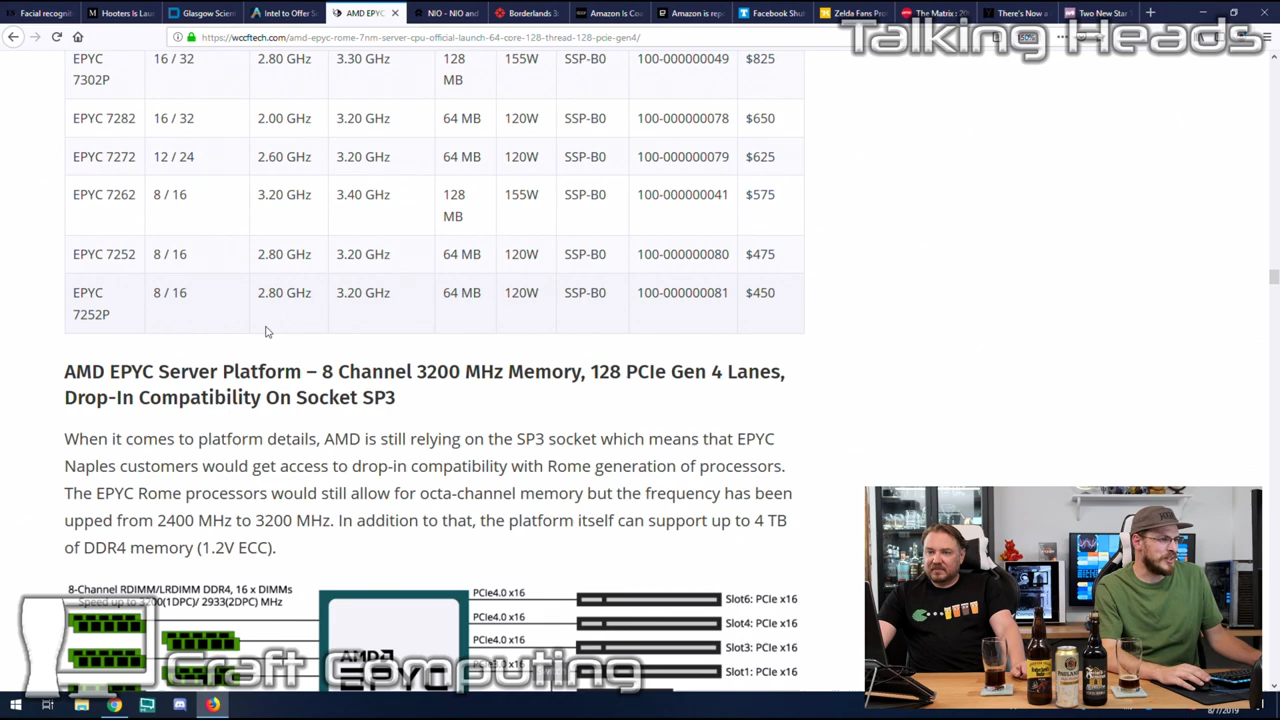 Facial recogni
Hooters Is Lau
Glasgow Scien
Intel to Offer S
AMD EPYC
NIO - NIO and
Borderlands 3
Amazon Is Co
Amazon is rep
Facebook Shut
Zelda Fans Pro
The Matrix : 20
There's Now a
Two New Star
https://wccftech.com/amd-epyc-rome-7nm-server-cpu-official-launch-64-core-128-thread-128-pcie-gen4/
150%
Talking Heads
EPYC 7302P 16 / 32 2.80 GHz 3.30 GHz 128 MB 155W SSP-B0 100-000000049 $825
EPYC 7282 16 / 32 2.00 GHz 3.20 GHz 64 MB 120W SSP-B0 100-000000078 $650
EPYC 7272 12 / 24 2.60 GHz 3.20 GHz 64 MB 120W SSP-B0 100-000000079 $625
EPYC 7262 8 / 16 3.20 GHz 3.40 GHz 128 MB 155W SSP-B0 100-000000041 $575
EPYC 7252 8 / 16 2.80 GHz 3.20 GHz 64 MB 120W SSP-B0 100-000000080 $475
EPYC 7252P 8 / 16 2.80 GHz 3.20 GHz 64 MB 120W SSP-B0 100-000000081 $450
AMD EPYC Server Platform – 8 Channel 3200 MHz Memory, 128 PCIe Gen 4 Lanes,
Drop-In Compatibility On Socket SP3
When it comes to platform details, AMD is still relying on the SP3 socket which means that EPYC
Naples customers would get access to drop-in compatibility with Rome generation of processors.
The EPYC Rome processors would still allow for octa-channel memory but the frequency has been
upped from 2400 MHz to 3200 MHz. In addition to that, the platform itself can support up to 4 TB
of DDR4 memory (1.2V ECC).
8-Channel RDIMM/LRDIMM DDR4, 16 x DIMMs
Speed up to 3200(1DPC)/ 2933(2DPC) MHz
PCIe4.0 x16 Slot6: PCIe x16
PCIe4.0 x16 Slot4: PCIe x16
PCIe4.0 x16 Slot3: PCIe x16
Slot1: PCIe x16
AMD
Craft Computing
8/7/2019